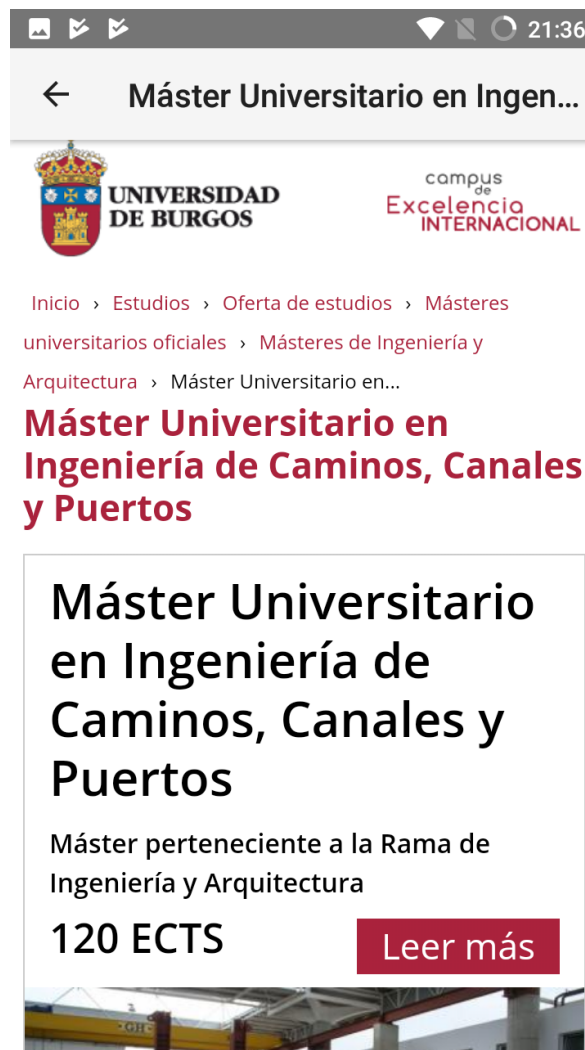 21:36
Máster Universitario en Ingen...
UNIVERSIDAD
DE BURGOS
campus
de
Excelencia
INTERNACIONAL
Inicio › Estudios › Oferta de estudios › Másteres
universitarios oficiales › Másteres de Ingeniería y
Arquitectura › Máster Universitario en...
Máster Universitario en
Ingeniería de Caminos, Canales
y Puertos
Máster Universitario
en Ingeniería de
Caminos, Canales y
Puertos
Máster perteneciente a la Rama de
Ingeniería y Arquitectura
120 ECTS
Leer más
GH